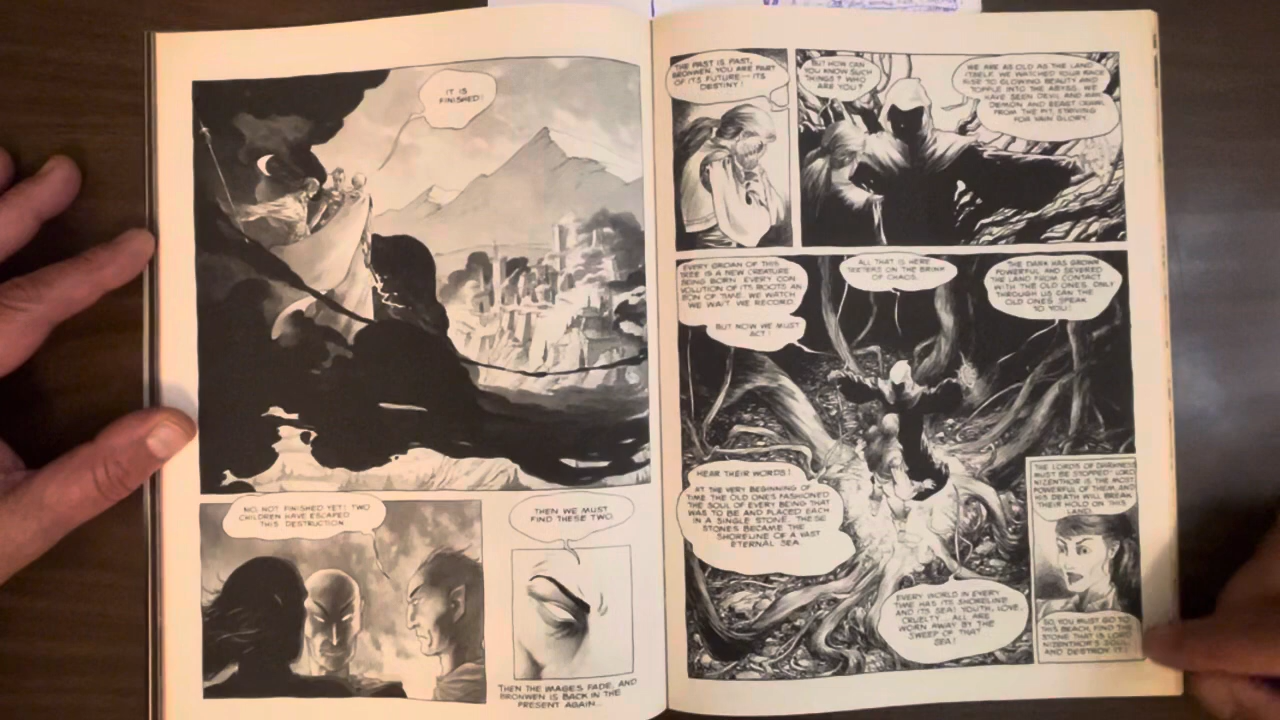 IT IS
FINISHED!
NO, NOT FINISHED YET! TWO
CHILDREN HAVE ESCAPED
THIS DESTRUCTION.
THEN WE MUST
FIND THESE TWO.
THEN THE IMAGES FADE, AND
BRONWEN IS BACK IN THE
PRESENT AGAIN...
THE PAST IS PAST,
BRONWEN, YOU ARE PART
OF ITS FUTURE -- ITS
DESTINY!
BUT HOW CAN
YOU KNOW SUCH
THINGS? WHO
ARE YOU?
WE ARE AS OLD AS THE LAND
ITSELF. WE WATCHED YOUR RACE
RISE TO GLOWING BEAUTY AND
TOPPLE INTO THE ABYSS. WE
HAVE SEEN DEVIL AND MAN,
DEMON AND BEAST CRAWL
FROM THE PIT, STRIVING
FOR VAIN GLORY.
EVERY GROAN OF THIS
TREE IS A NEW CREATURE
BEING BORN. EVERY CON
VOLUTION OF ITS ROOTS AN
EON OF TIME. WE WATCH
WE WAIT. WE RECORD.
BUT NOW WE MUST
ACT!
ALL THAT IS HERE
TEETERS ON THE BRINK
OF CHAOS.
THE DARK HAS GROWN
POWERFUL AND SEVERED
THE LAND FROM CONTACT
WITH THE OLD ONES. ONLY
THROUGH US CAN THE
OLD ONES SPEAK
TO YOU!
HEAR THEIR WORDS!
AT THE VERY BEGINNING OF
TIME THE OLD ONES FASHIONED
THE SOUL OF EVERY BEING THAT
WAS TO BE AND PLACED EACH
IN A SINGLE STONE. THESE
STONES BECAME THE
SHORELINE OF A VAST
ETERNAL SEA.
EVERY WORLD IN EVERY
TIME HAS ITS SHORELINE
AND ITS SEA! YOUTH, LOVE,
CRUELTY... ALL ARE
WORN AWAY BY THE
SWEEP OF THAT
SEA!
THE LORDS OF DARKNESS
MUST BE STOPPED! LORD
NIZENTHOR IS THE MOST
POWERFUL OF THEM, AND
HIS DEATH WILL BREAK
THEIR HOLD ON THIS
LAND.
SO, YOU MUST GO TO
THIS BEACH, FIND THE
STONE THAT IS LORD
NIZENTHOR'S SOUL
AND DESTROY IT!